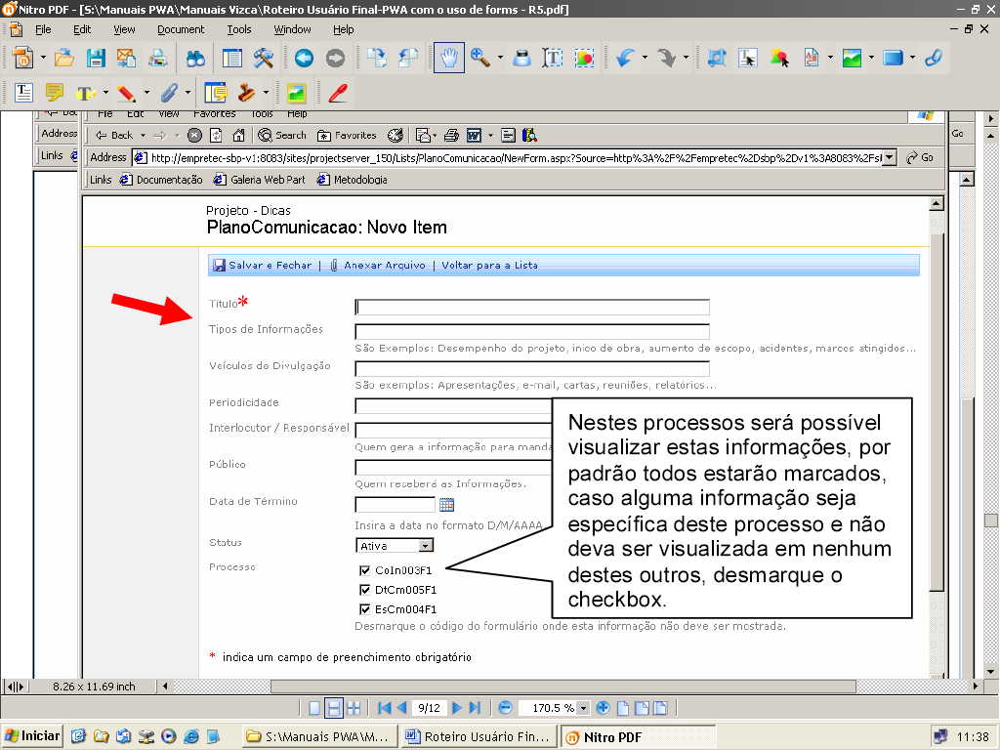 Nitro PDF - [S:\Manuais PWA\Manuais Vizca\Roteiro Usuário Final-PWA com o uso de forms - R5.pdf]
File Edit View Document Tools Window Help
File Edit View Favorites Tools Help
Back Search Favorites
Address
Address http://empretec-sbp-v1:8083/sites/projectserver_150/Lists/PlanoComunicacao/NewForm.aspx?Source=http%3A%2F%2Fempretec%2Dsbp%2Dv1%3A8083%2Fs Go
Go
Links
Links Documentação Galeria Web Part Metodologia
Projeto - Dicas
PlanoComunicacao: Novo Item
Salvar e Fechar | Anexar Arquivo | Voltar para a Lista
Título*
Tipos de Informações
São Exemplos: Desempenho do projeto, inico de obra, aumento de escopo, acidentes, marcos atingidos...
Veículos de Divulgação
São exemplos: Apresentações, e-mail, cartas, reuniões, relatórios...
Periodicidade
Interlocutor / Responsável
Quem gera a informação para manda
Público
Quem receberá as Informações.
Data de Término
Insira a data no formato D/M/AAAA
Status
Ativa
Processo
CoIn003F1
DtCm005F1
EsCm004F1
Desmarque o código do formulário onde esta informação não deve ser mostrada.
* indica um campo de preenchimento obrigatório
Nestes processos será possível
visualizar estas informações, por
padrão todos estarão marcados,
caso alguma informação seja
específica deste processo e não
deva ser visualizada em nenhum
destes outros, desmarque o
checkbox.
8.26 x 11.69 inch
9/12 170.5 %
Iniciar S:\Manuais PWA\M... Roteiro Usuário Fin... Nitro PDF 11:38